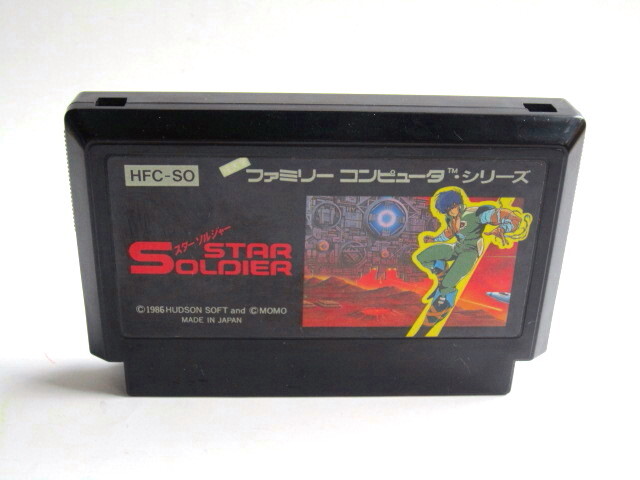 HFC-SO
ファミリー コンピュータ™・シリーズ
スター ソルジャー
STAR
SOLDIER
©1986 HUDSON SOFT and ©MOMO
MADE IN JAPAN